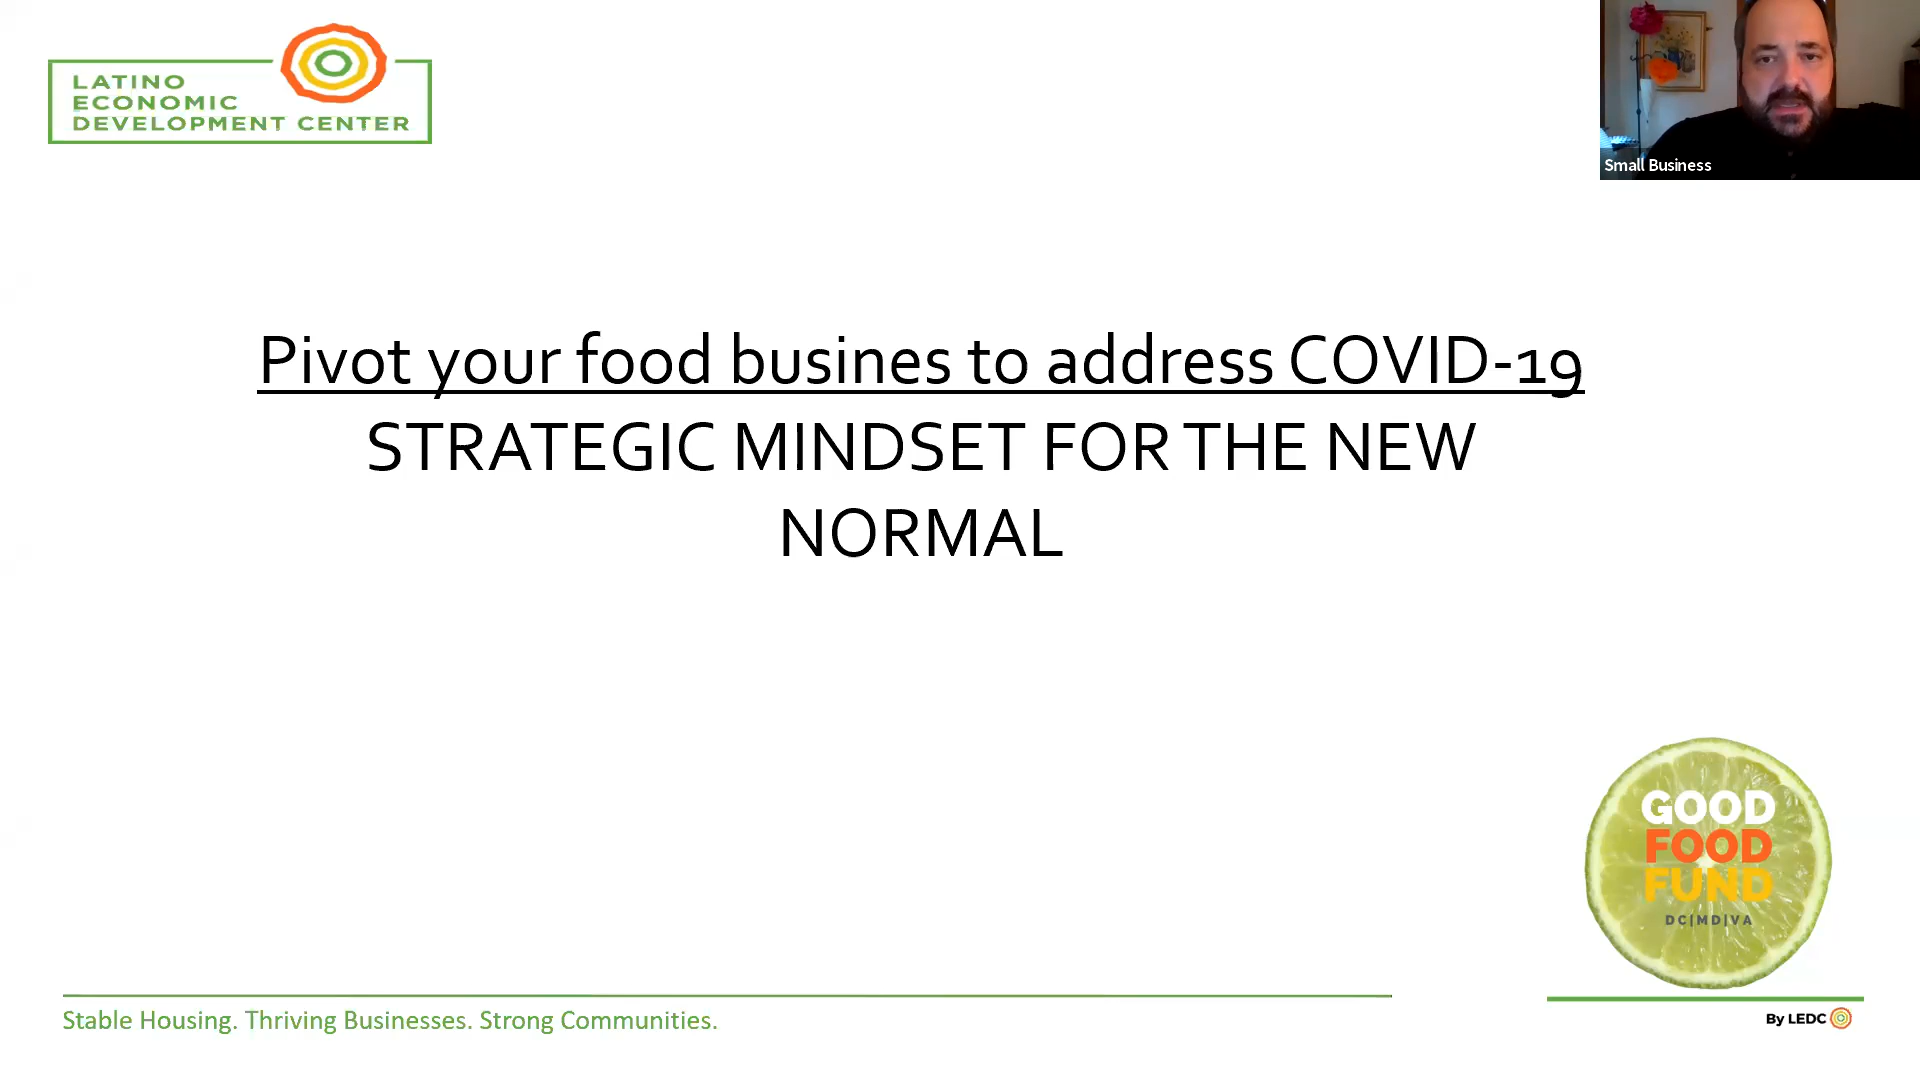 LATINO
ECONOMIC
DEVELOPMENT CENTER
Small Business
Pivot your food busines to address COVID-19
STRATEGIC MINDSET FOR THE NEW
NORMAL
GOOD
FOOD
FUND
DC|MD|VA
Stable Housing. Thriving Businesses. Strong Communities.
By LEDC